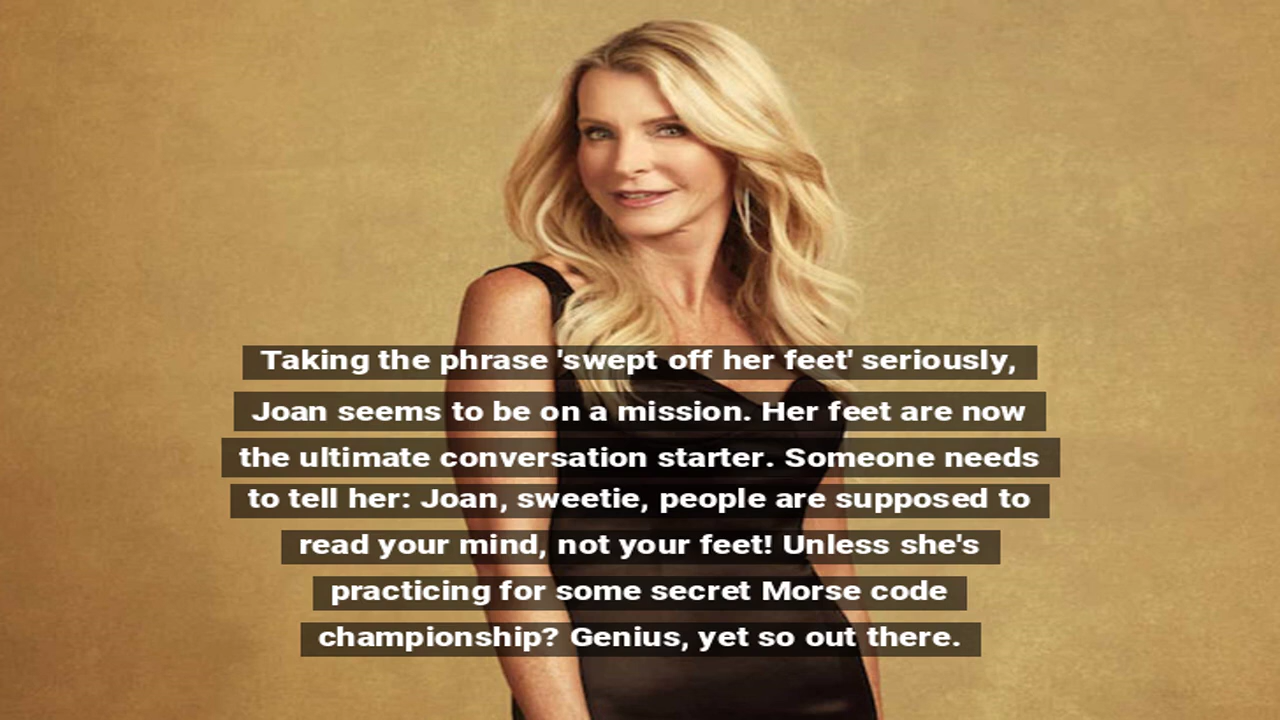 Taking the phrase 'swept off her feet' seriously,
Joan seems to be on a mission. Her feet are now
the ultimate conversation starter. Someone needs
to tell her: Joan, sweetie, people are supposed to
read your mind, not your feet! Unless she's
practicing for some secret Morse code
championship? Genius, yet so out there.